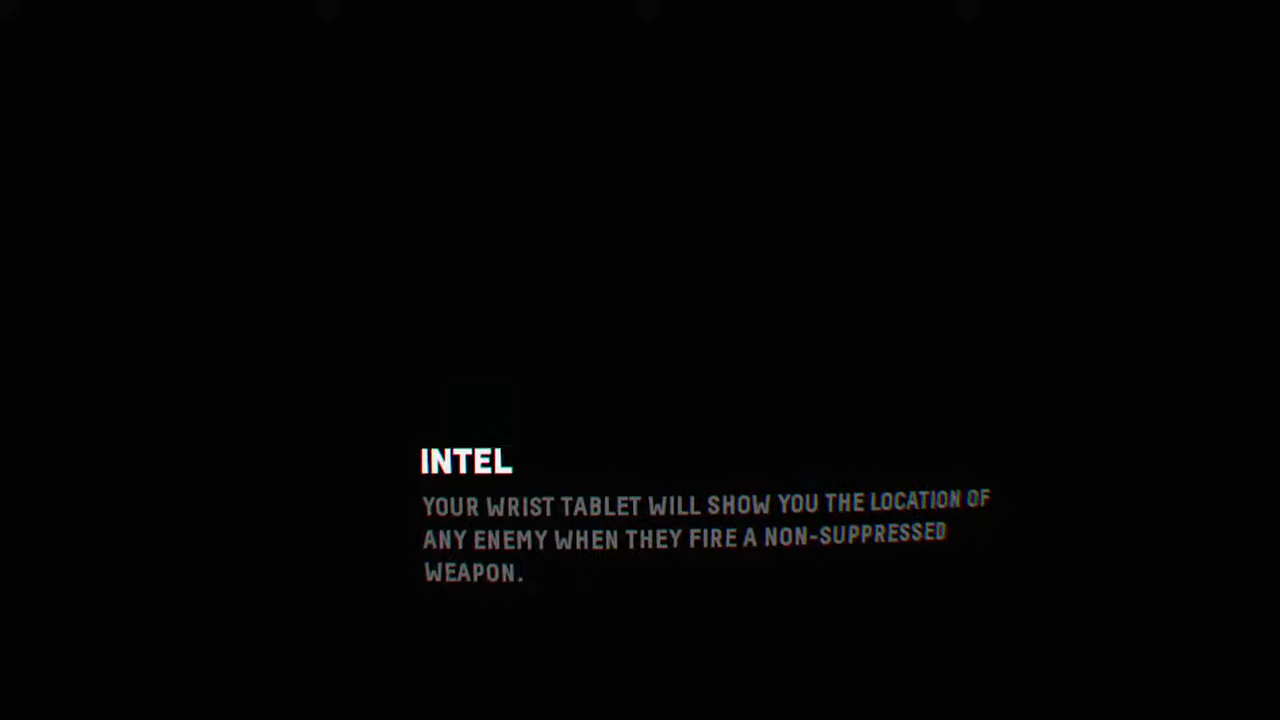 INTEL
YOUR WRIST TABLET WILL SHOW YOU THE LOCATION OF
ANY ENEMY WHEN THEY FIRE A NON-SUPPRESSED
WEAPON.